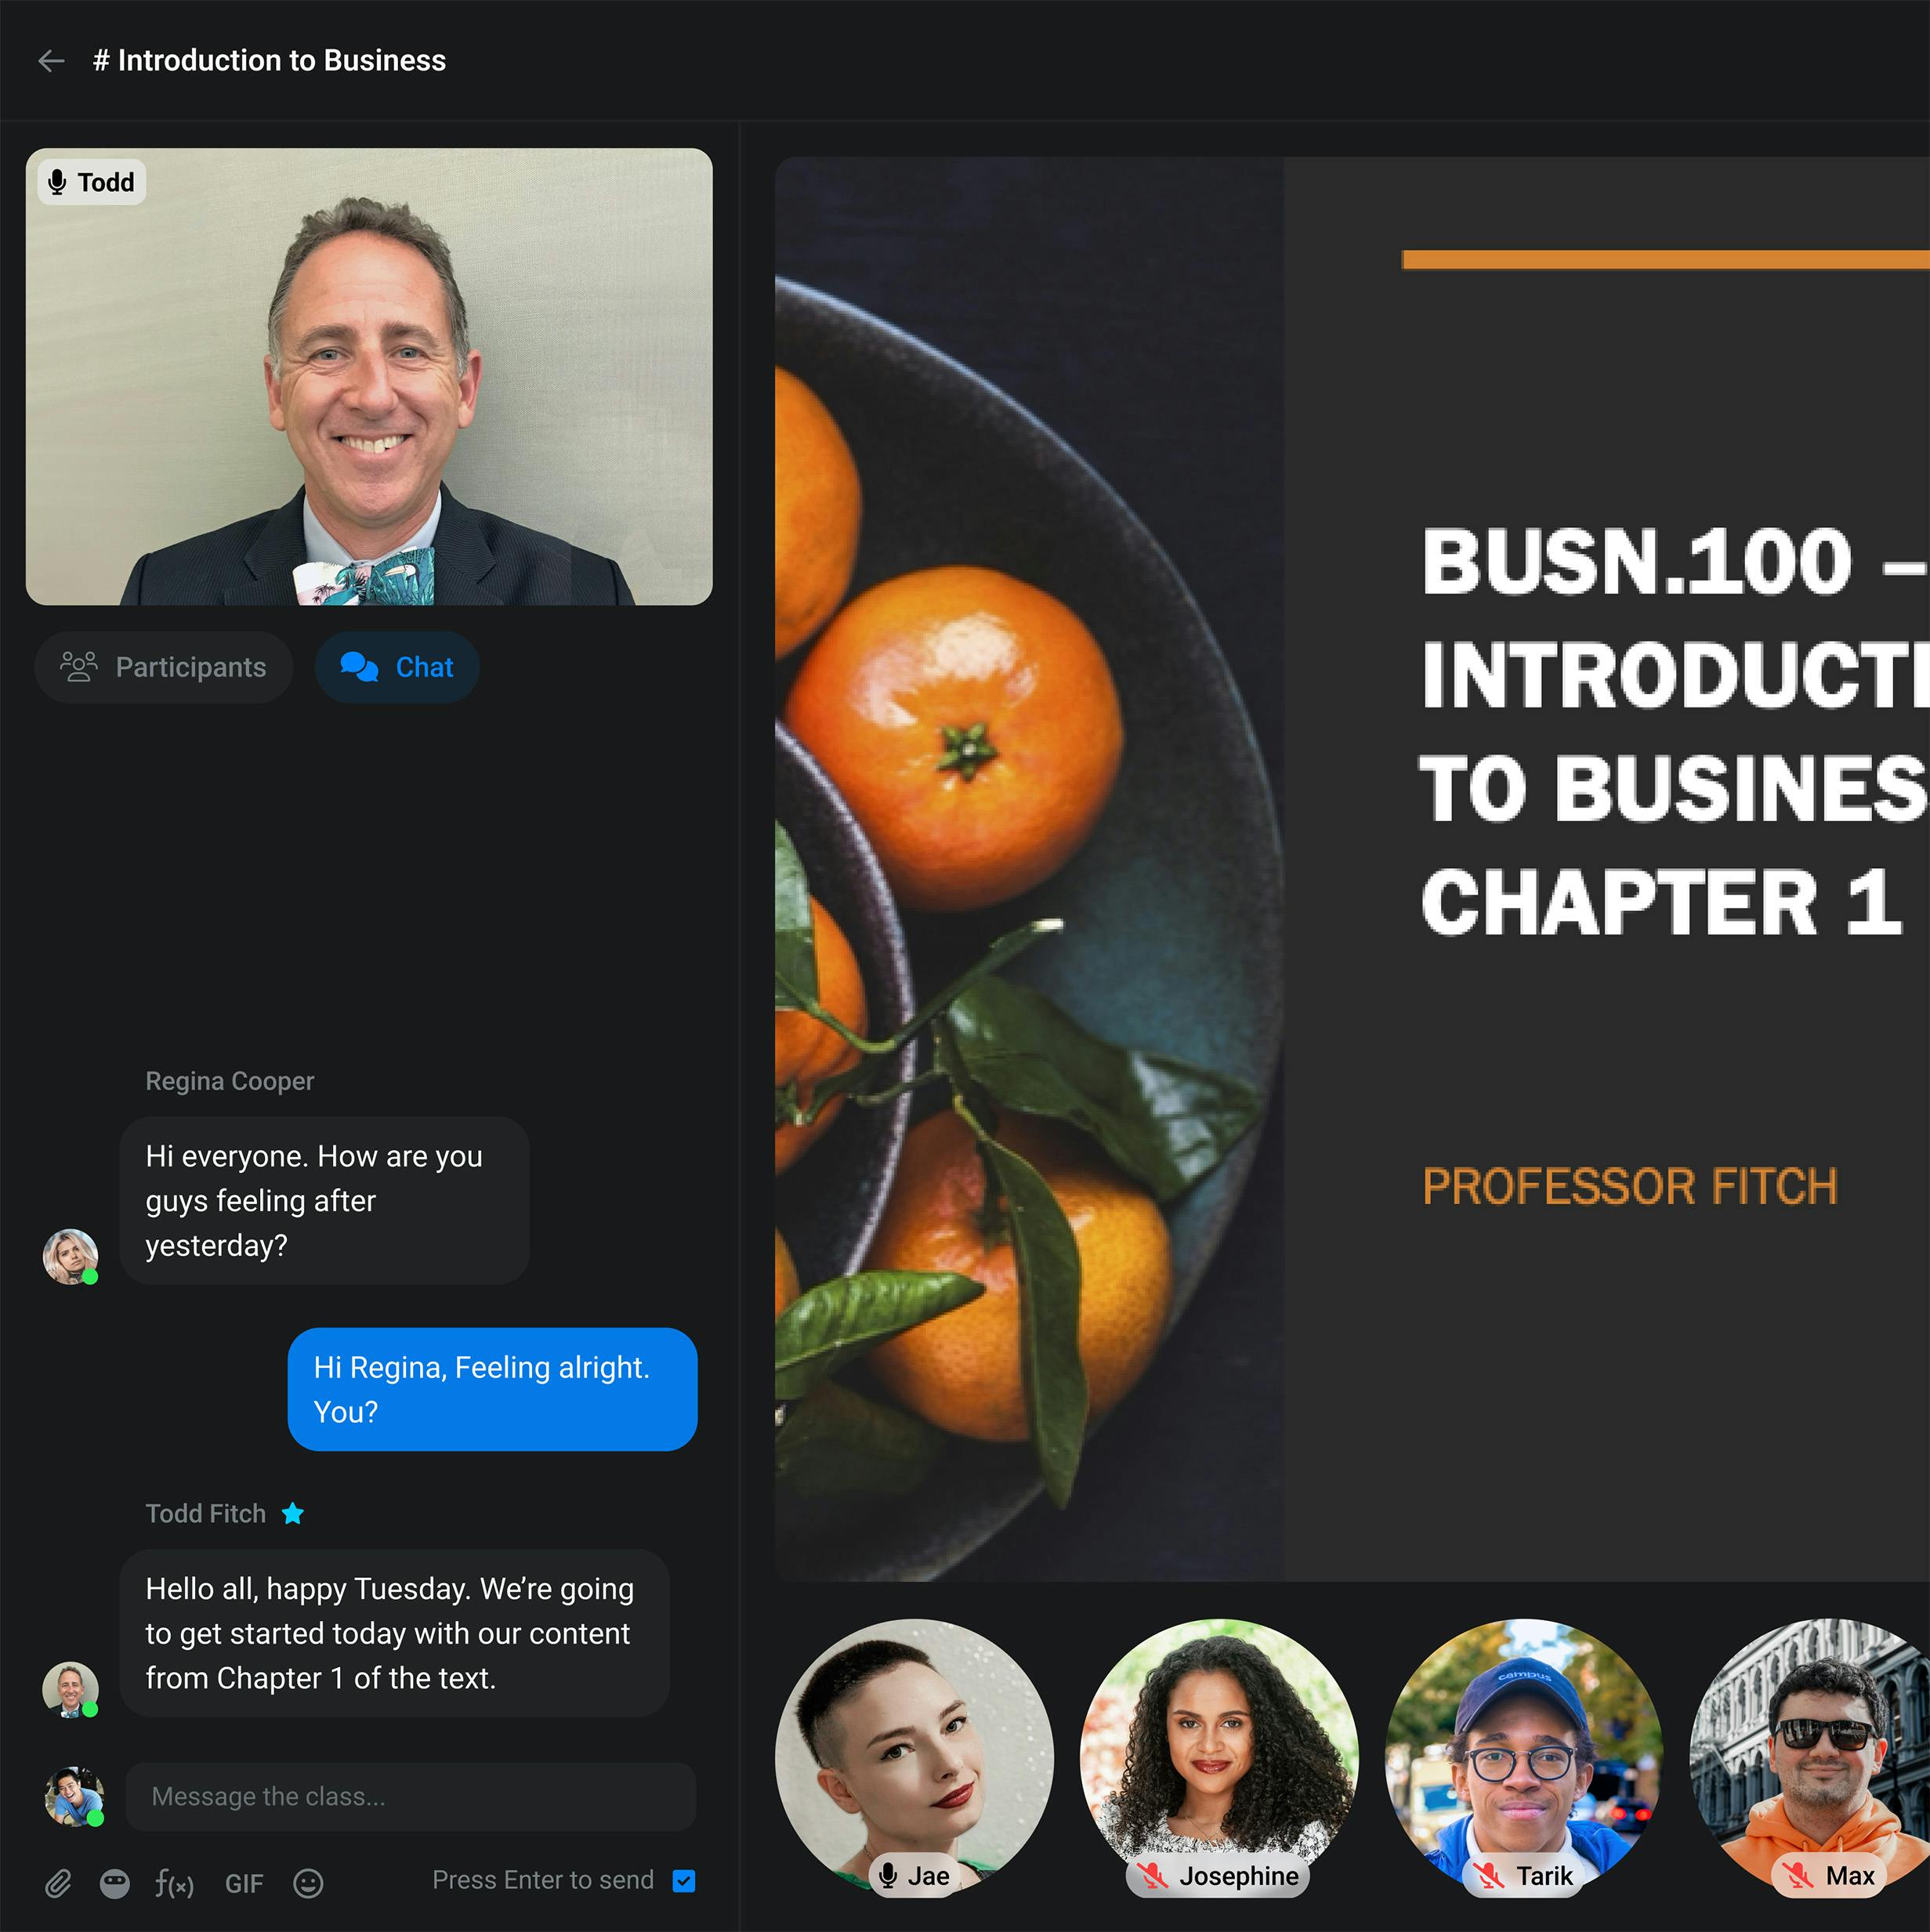 # Introduction to Business
Todd
Participants
Chat
Regina Cooper
Hi everyone. How are you
guys feeling after
yesterday?
Hi Regina, Feeling alright.
You?
Todd Fitch
Hello all, happy Tuesday. We’re going
to get started today with our content
from Chapter 1 of the text.
Message the class...
f(x)
GIF
Press Enter to send
BUSN.100 –
INTRODUCTI
TO BUSINES
CHAPTER 1
PROFESSOR FITCH
campus
Jae
Josephine
Tarik
Max